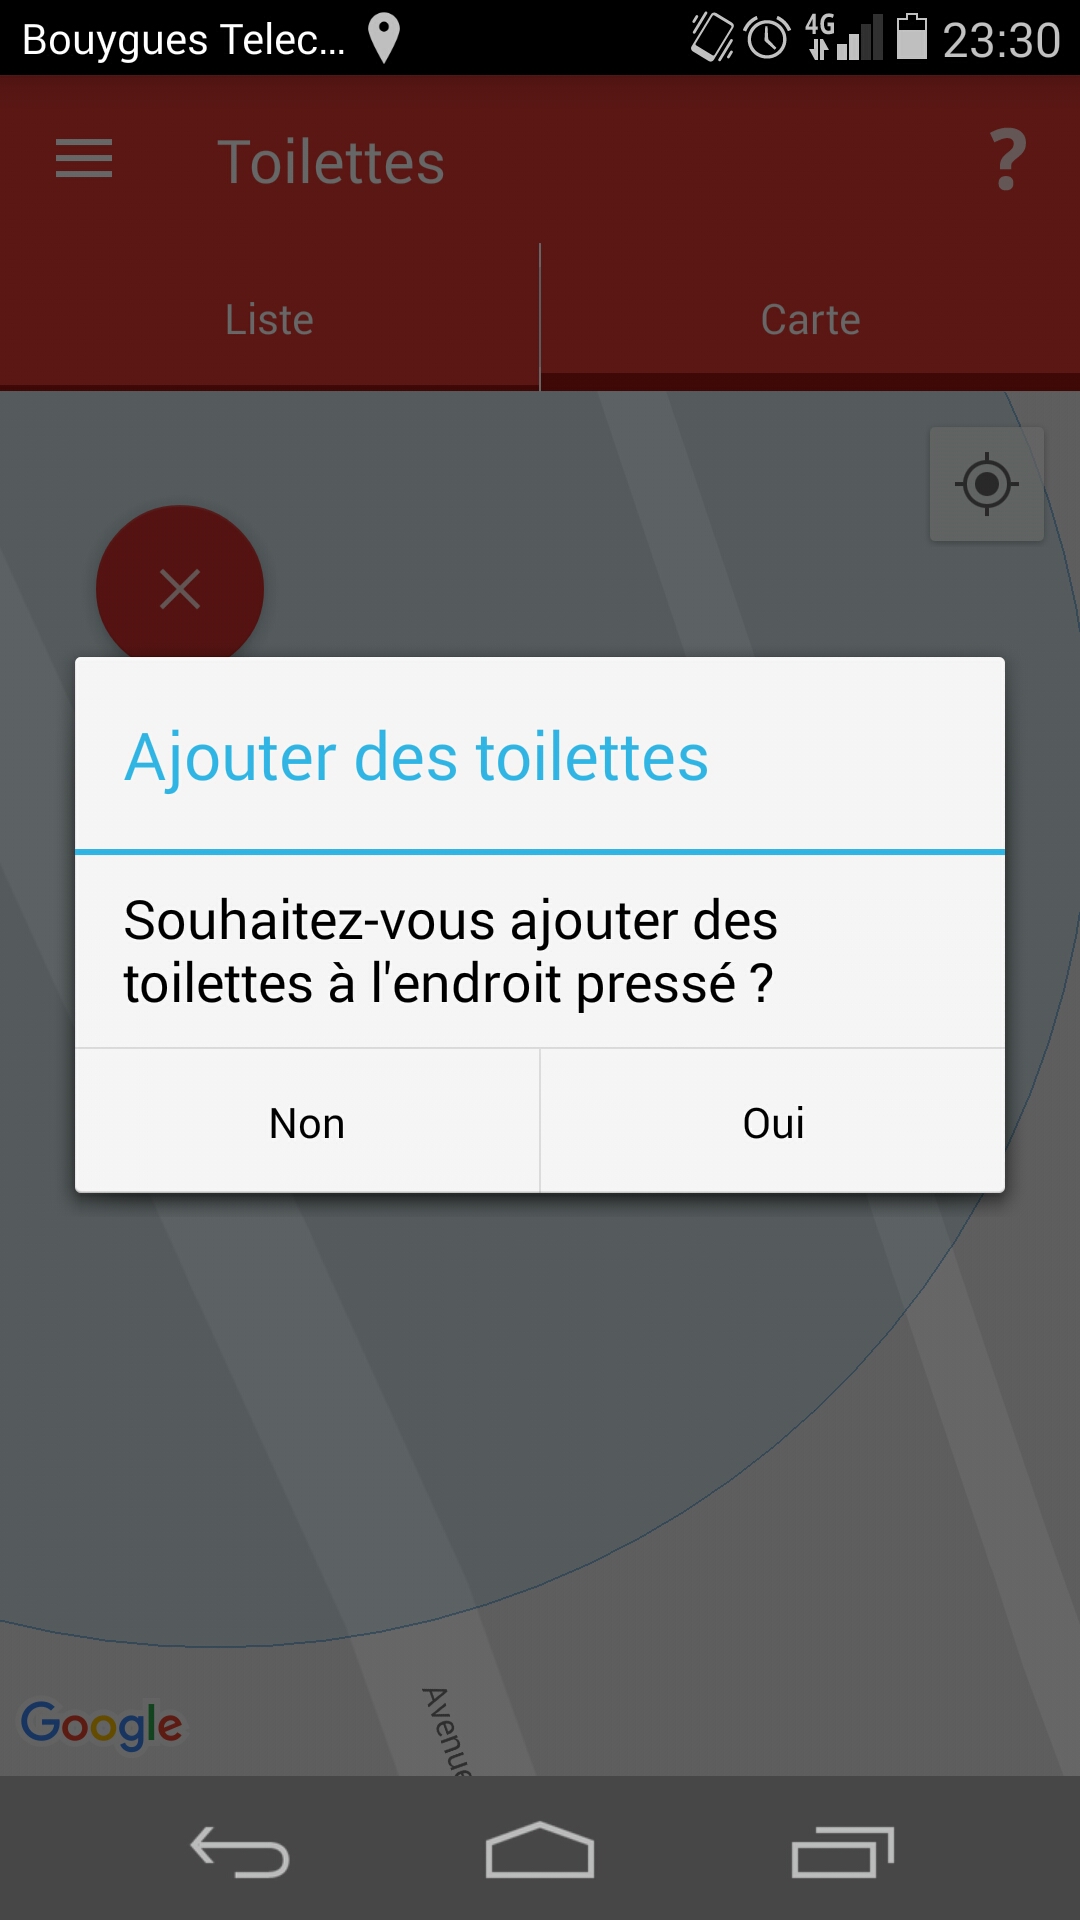 Bouygues Telec... 4G 23:30
Toilettes ?
Liste Carte
Ajouter des toilettes
Souhaitez-vous ajouter des
toilettes à l'endroit pressé ?
Non Oui
Avenue
Google